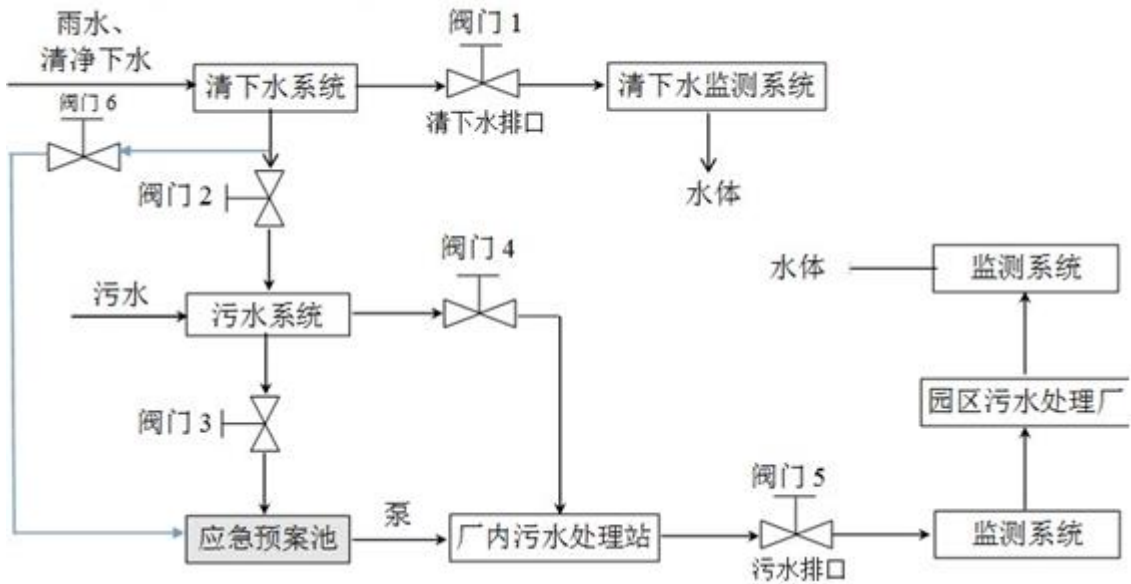 雨水、
清净下水
阀门 1
清下水系统
清下水监测系统
阀门 6
清下水排口
阀门 2
水体
阀门 4
水体
监测系统
污水
污水系统
园区污水处理厂
阀门 3
阀门 5
泵
应急预案池
厂内污水处理站
监测系统
污水排口